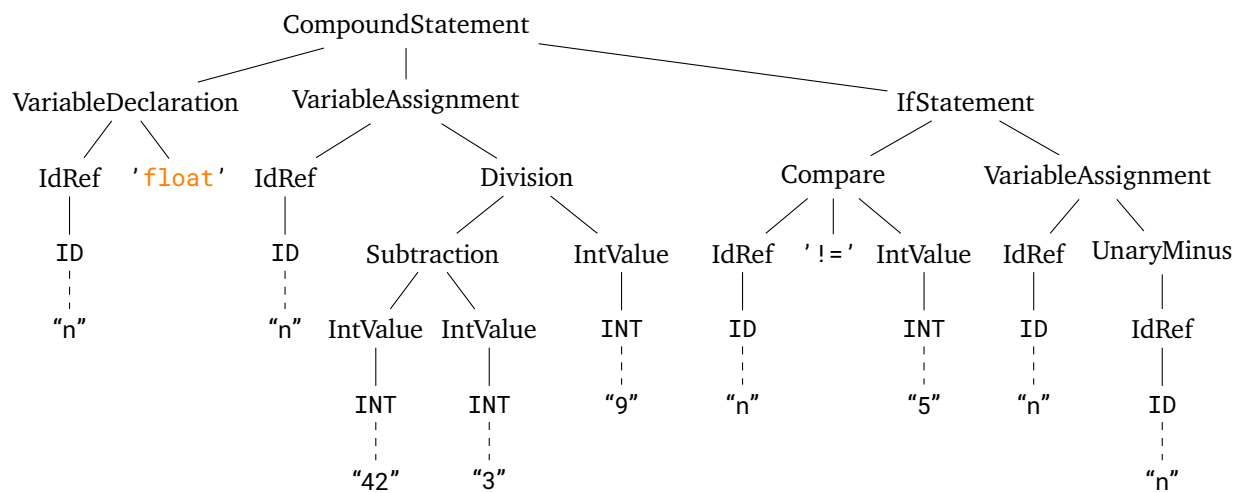 CompoundStatement
VariableDeclaration VariableAssignment IfStatement
IdRef 'float' IdRef Division Compare VariableAssignment
ID ID Subtraction IntValue IdRef '!=' IntValue IdRef UnaryMinus
“n” “n” IntValue IntValue INT ID INT ID IdRef
INT INT “9” “n” “5” “n” ID
“42” “3” “n”